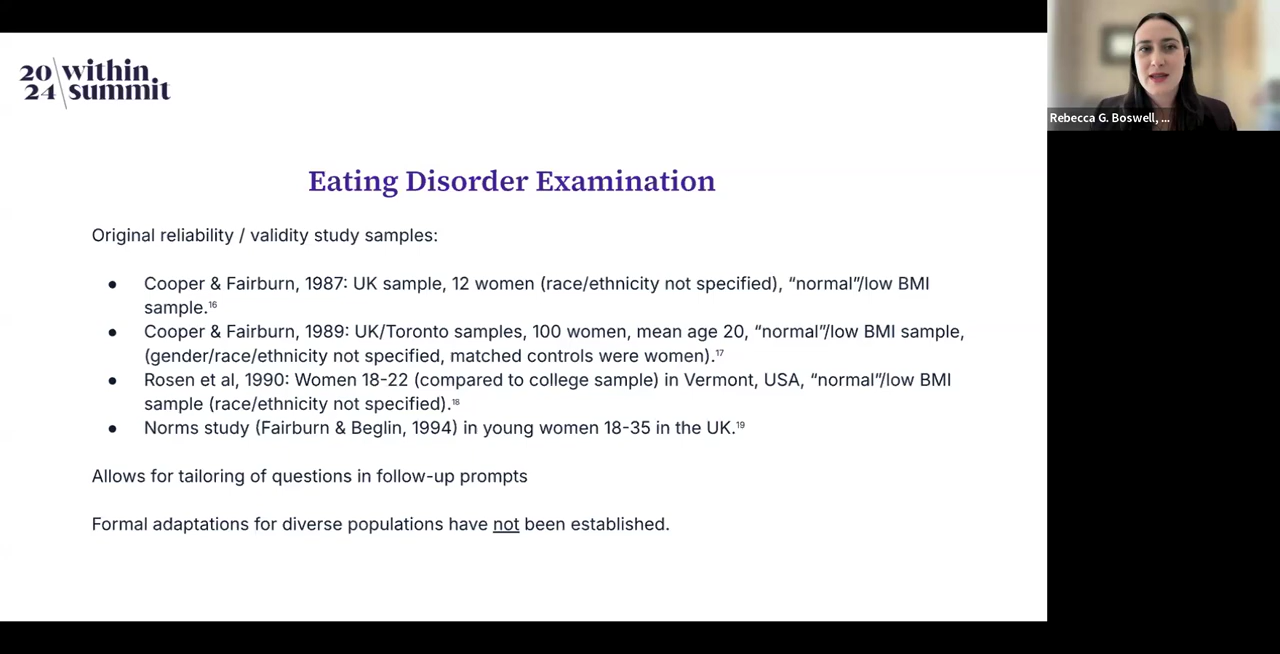 20 within
24 summit
Rebecca G. Boswell, ...
Eating Disorder Examination
Original reliability / validity study samples:
● Cooper & Fairburn, 1987: UK sample, 12 women (race/ethnicity not specified), “normal”/low BMI
sample.¹⁶
● Cooper & Fairburn, 1989: UK/Toronto samples, 100 women, mean age 20, “normal”/low BMI sample,
(gender/race/ethnicity not specified, matched controls were women).¹⁷
● Rosen et al, 1990: Women 18-22 (compared to college sample) in Vermont, USA, “normal”/low BMI
sample (race/ethnicity not specified).¹⁸
● Norms study (Fairburn & Beglin, 1994) in young women 18-35 in the UK.¹⁹
Allows for tailoring of questions in follow-up prompts
Formal adaptations for diverse populations have not been established.